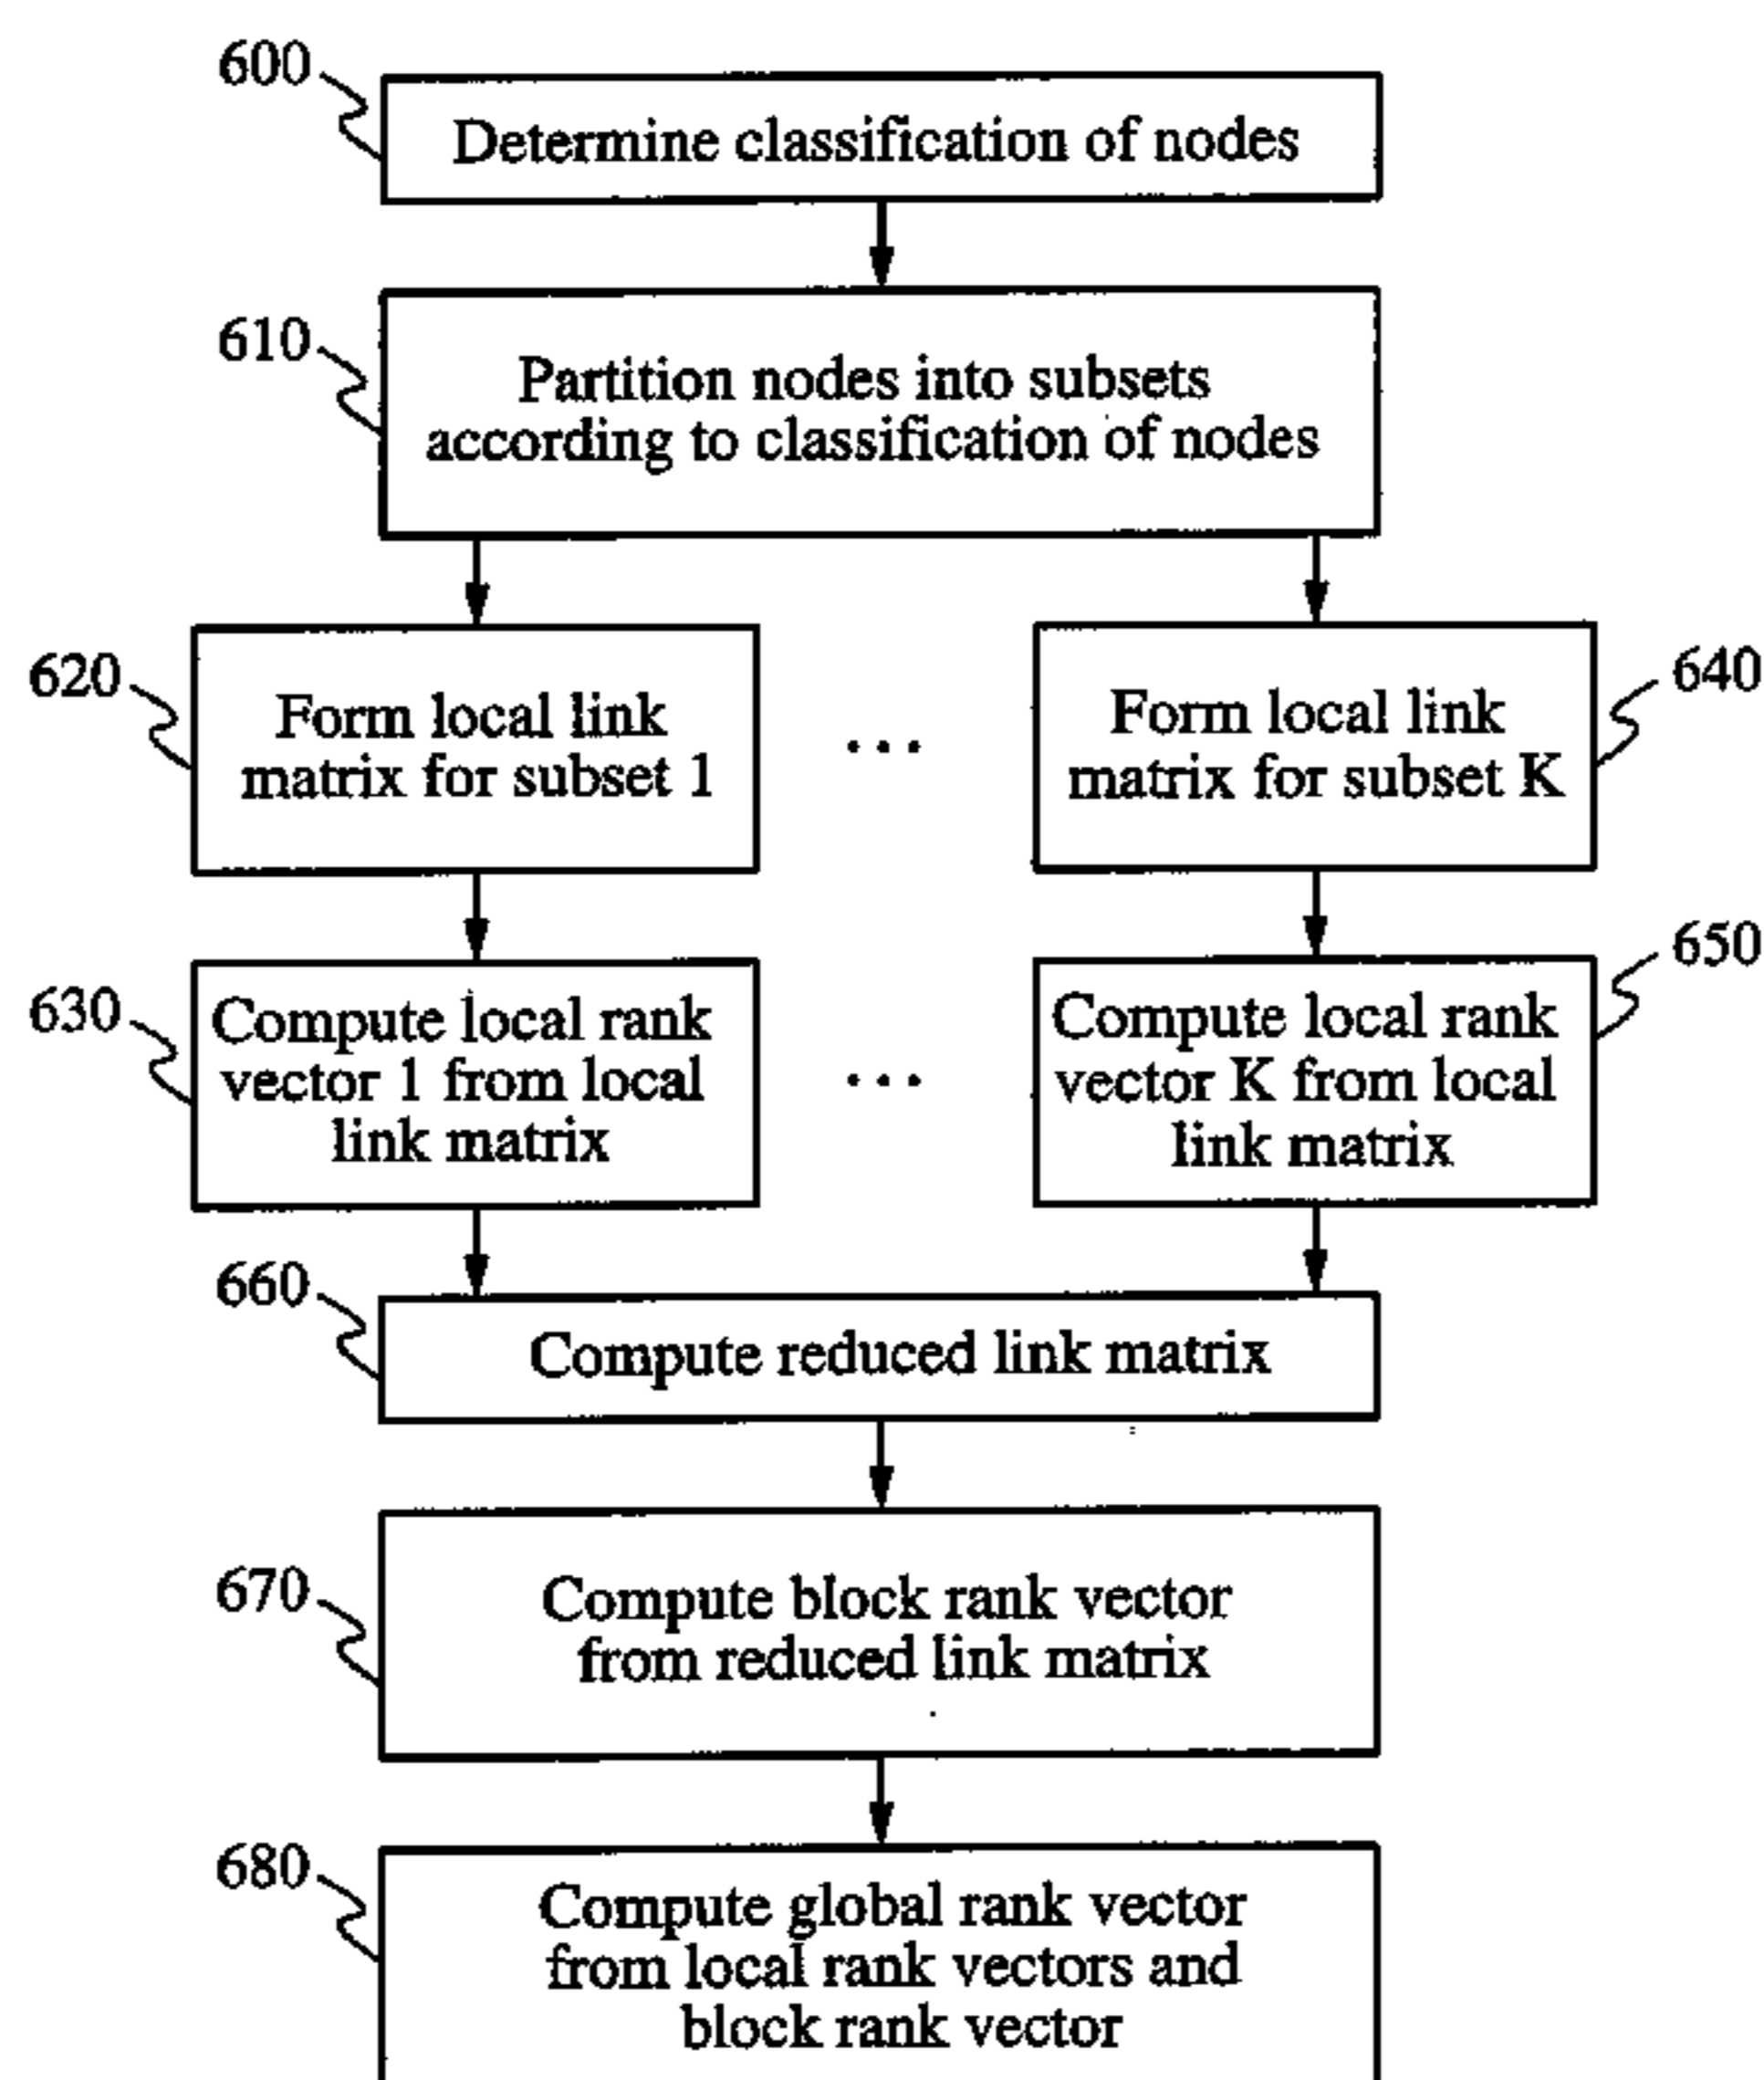 600
Determine classification of nodes
610
Partition nodes into subsets
according to classification of nodes
620
Form local link
matrix for subset 1
...
Form local link
matrix for subset K
640
630
Compute local rank
vector 1 from local
link matrix
...
Compute local rank
vector K from local
link matrix
650
660
Compute reduced link matrix
670
Compute block rank vector
from reduced link matrix
680
Compute global rank vector
from local rank vectors and
block rank vector